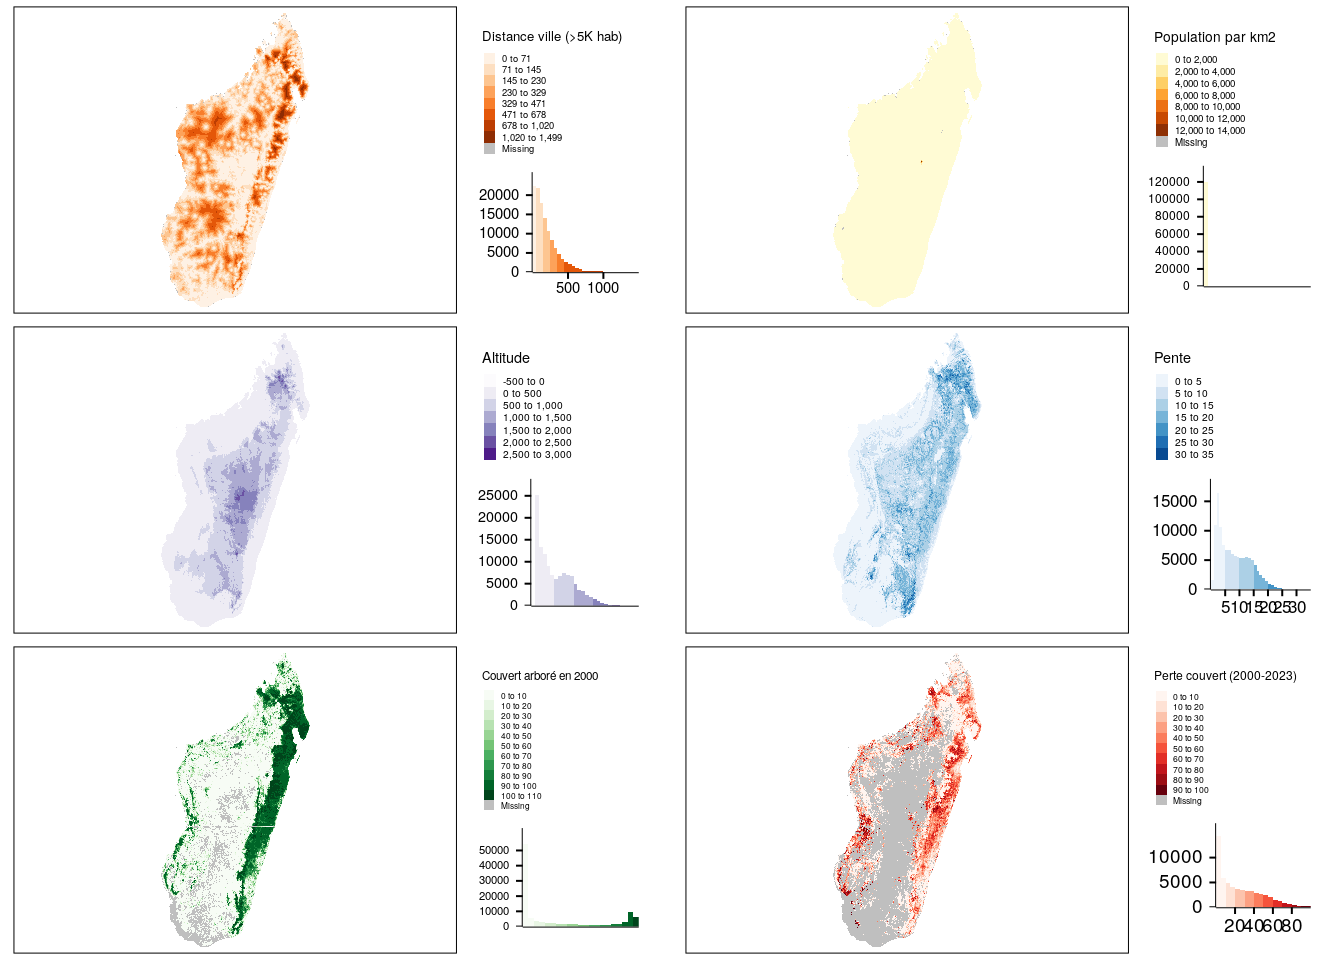 Distance ville (>5K hab)
0 to 71
71 to 145
145 to 230
230 to 329
329 to 471
471 to 678
678 to 1,020
1,020 to 1,499
Missing
20000
15000
10000
5000
0
500 1000
Population par km2
0 to 2,000
2,000 to 4,000
4,000 to 6,000
6,000 to 8,000
8,000 to 10,000
10,000 to 12,000
12,000 to 14,000
Missing
120000
100000
80000
60000
40000
20000
0
Altitude
-500 to 0
0 to 500
500 to 1,000
1,000 to 1,500
1,500 to 2,000
2,000 to 2,500
2,500 to 3,000
25000
20000
15000
10000
5000
0
Pente
0 to 5
5 to 10
10 to 15
15 to 20
20 to 25
25 to 30
30 to 35
15000
10000
5000
0
5 10 15 20 25 30
Couvert arboré en 2000
0 to 10
10 to 20
20 to 30
30 to 40
40 to 50
50 to 60
60 to 70
70 to 80
80 to 90
90 to 100
100 to 110
Missing
50000
40000
30000
20000
10000
0
Perte couvert (2000-2023)
0 to 10
10 to 20
20 to 30
30 to 40
40 to 50
50 to 60
60 to 70
70 to 80
80 to 90
90 to 100
Missing
10000
5000
0
20 40 60 80